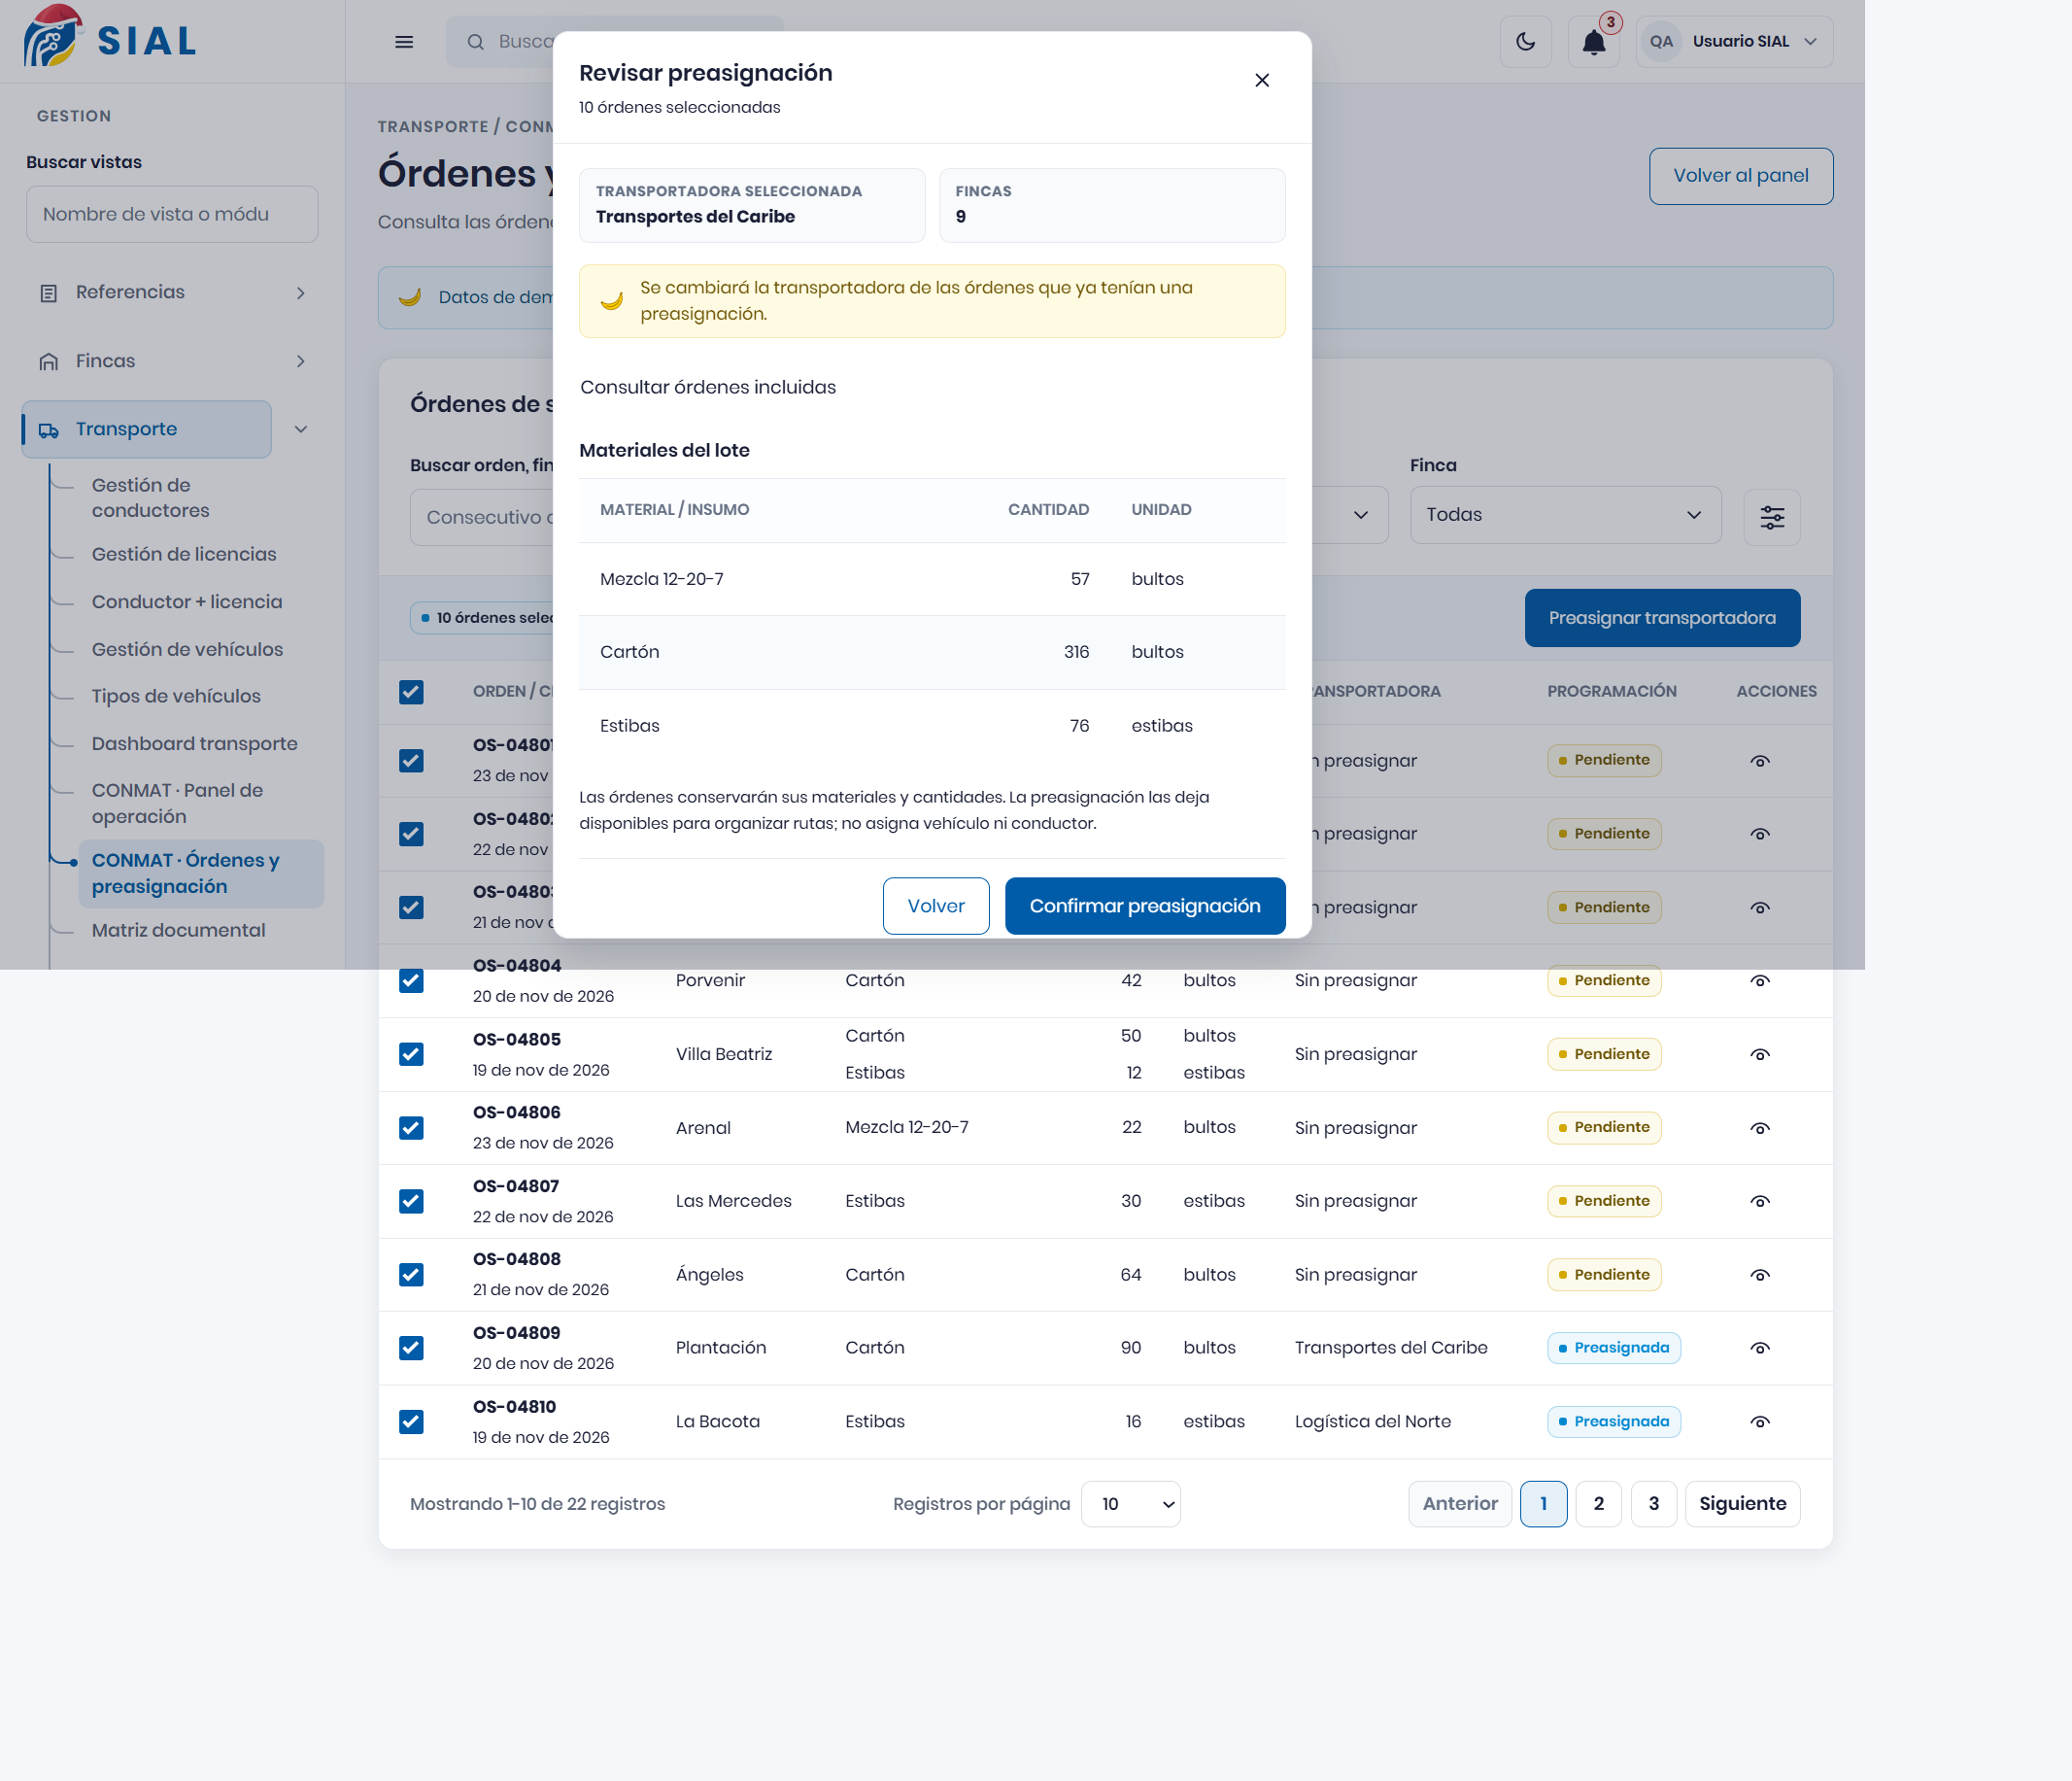 SIAL
Busca
3
QA
Usuario SIAL
GESTION
Buscar vistas
Nombre de vista o módu
Referencias
Fincas
Transporte
Gestión de
conductores
Gestión de licencias
Conductor + licencia
Gestión de vehículos
Tipos de vehículos
Dashboard transporte
CONMAT · Panel de
operación
CONMAT · Órdenes y
preasignación
Matriz documental
TRANSPORTE / CONM
Órdenes y
Consulta las órdene
Volver al panel
Datos de dem
Órdenes de s
Buscar orden, fin
Consecutivo
Finca
Todas
10 órdenes selec
Preasignar transportadora
Revisar preasignación
10 órdenes seleccionadas
TRANSPORTADORA SELECCIONADA
Transportes del Caribe
FINCAS
9
Se cambiará la transportadora de las órdenes que ya tenían una
preasignación.
Consultar órdenes incluidas
Materiales del lote
MATERIAL / INSUMO CANTIDAD UNIDAD
Mezcla 12-20-7 57 bultos
Cartón 316 bultos
Estibas 76 estibas
Las órdenes conservarán sus materiales y cantidades. La preasignación las deja
disponibles para organizar rutas; no asigna vehículo ni conductor.
Volver
Confirmar preasignación
ORDEN / C ANSPORTADORA PROGRAMACIÓN ACCIONES
OS-04801
23 de nov
n preasignar Pendiente
OS-04802
22 de nov
n preasignar Pendiente
OS-04803
21 de nov
n preasignar Pendiente
OS-04804
20 de nov de 2026
Porvenir Cartón 42 bultos Sin preasignar Pendiente
OS-04805
19 de nov de 2026
Villa Beatriz
Cartón 50 bultos
Estibas 12 estibas
Sin preasignar Pendiente
OS-04806
23 de nov de 2026
Arenal Mezcla 12-20-7 22 bultos Sin preasignar Pendiente
OS-04807
22 de nov de 2026
Las Mercedes Estibas 30 estibas Sin preasignar Pendiente
OS-04808
21 de nov de 2026
Ángeles Cartón 64 bultos Sin preasignar Pendiente
OS-04809
20 de nov de 2026
Plantación Cartón 90 bultos Transportes del Caribe Preasignada
OS-04810
19 de nov de 2026
La Bacota Estibas 16 estibas Logística del Norte Preasignada
Mostrando 1-10 de 22 registros
Registros por página 10
Anterior 1 2 3 Siguiente